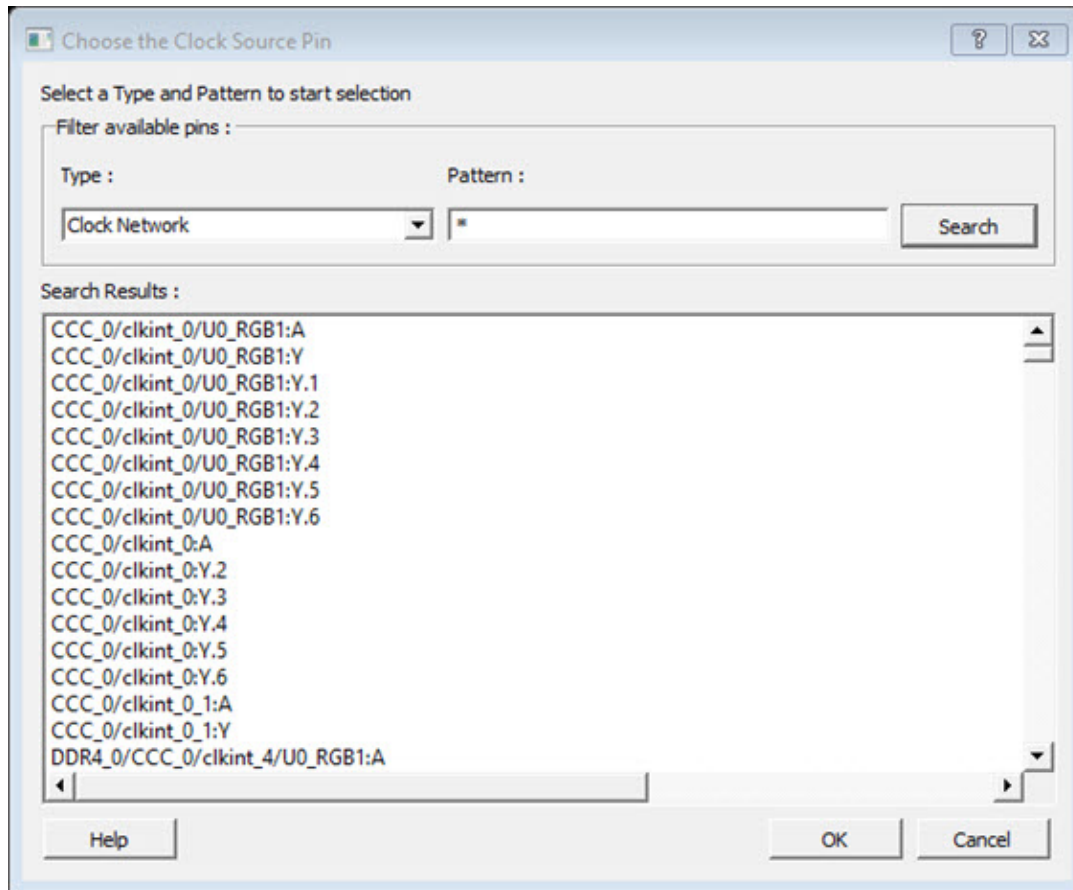 Choose the Clock Source Pin
Select a Type and Pattern to start selection
Filter available pins :
Type : Pattern :
Clock Network * Search
Search Results :
CCC_0/clkint_0/U0_RGB1:A
CCC_0/clkint_0/U0_RGB1:Y
CCC_0/clkint_0/U0_RGB1:Y.1
CCC_0/clkint_0/U0_RGB1:Y.2
CCC_0/clkint_0/U0_RGB1:Y.3
CCC_0/clkint_0/U0_RGB1:Y.4
CCC_0/clkint_0/U0_RGB1:Y.5
CCC_0/clkint_0/U0_RGB1:Y.6
CCC_0/clkint_0:A
CCC_0/clkint_0:Y.2
CCC_0/clkint_0:Y.3
CCC_0/clkint_0:Y.4
CCC_0/clkint_0:Y.5
CCC_0/clkint_0:Y.6
CCC_0/clkint_0_1:A
CCC_0/clkint_0_1:Y
DDR4_0/CCC_0/clkint_4/U0_RGB1:A
Help OK Cancel